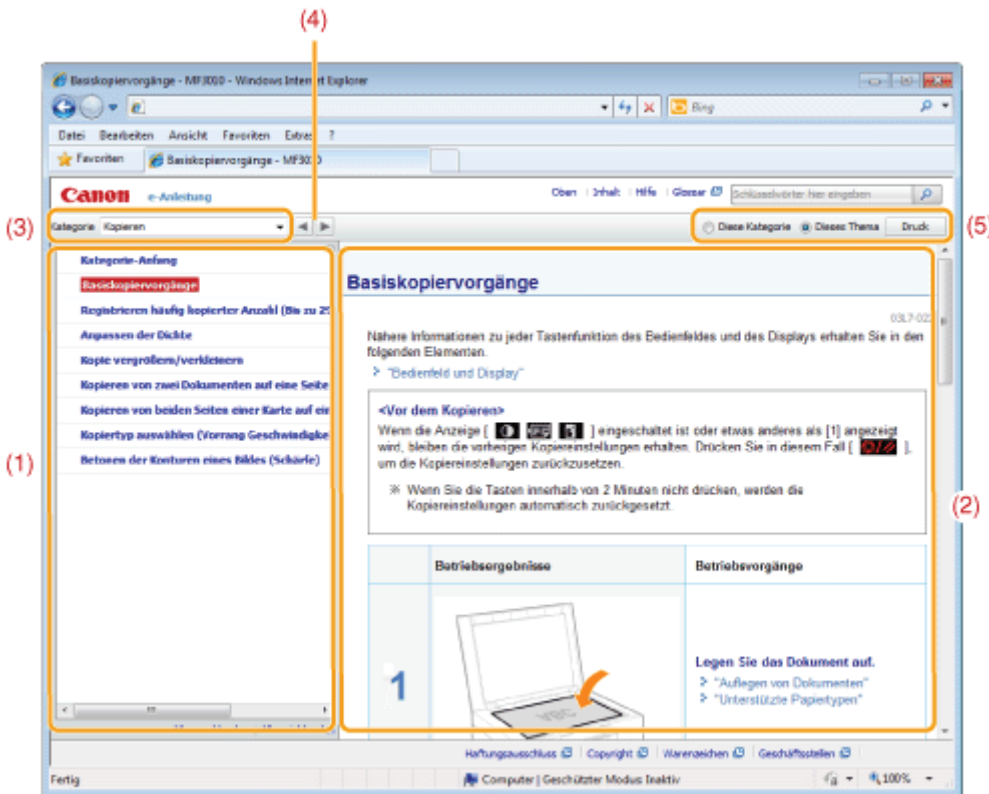 (4)
Basiskopiervorgänge - MF3010 - Windows Internet Explorer
Bing
Datei Bearbeiten Ansicht Favoriten Extras ?
Favoriten Basiskopiervorgänge - MF3010
Canon e-Anleitung Oben Inhalt Hilfe Glossar Schlüsselwörter hier eingeben
(3) Kategorie Kopieren Diese Kategorie Dieses Thema Druck (5)
Kategorie-Anfang
Basiskopiervorgänge
Registrieren häufig kopierter Anzahl (Bis zu
Anpassen der Dichte
Kopie vergrößern/verkleinern
Kopieren von zwei Dokumenten auf eine Seite
Kopieren von beiden Seiten einer Karte auf
Kopiertyp auswählen (Vorrang
Betonen der Konturen eines Bildes (Schärfe)
(1)
Basiskopiervorgänge
Nähere Informationen zu jeder Tastenfunktion des Bedienfeldes und des Displays erhalten Sie in den
folgenden Elementen.
"Bedienfeld und Display"
<Vor dem Kopieren>
Wenn die Anzeige [ ] eingeschaltet ist oder etwas anderes als [1] angezeigt
wird, bleiben die vorherigen Kopiereinstellungen erhalten. Drücken Sie in diesem Fall [ ],
um die Kopiereinstellungen zurückzusetzen.
※ Wenn Sie die Tasten innerhalb von 2 Minuten nicht drücken, werden die
Kopiereinstellungen automatisch zurückgesetzt.
(2)
Betriebsergebnisse Betriebsvorgänge
1
ABC
Legen Sie das Dokument auf.
"Auflegen von Dokumenten"
"Unterstützte Papiertypen"
Haftungsausschluss Copyright Warenzeichen Geschäftsstellen
Fertig Computer | Geschützter Modus: Inaktiv 100%